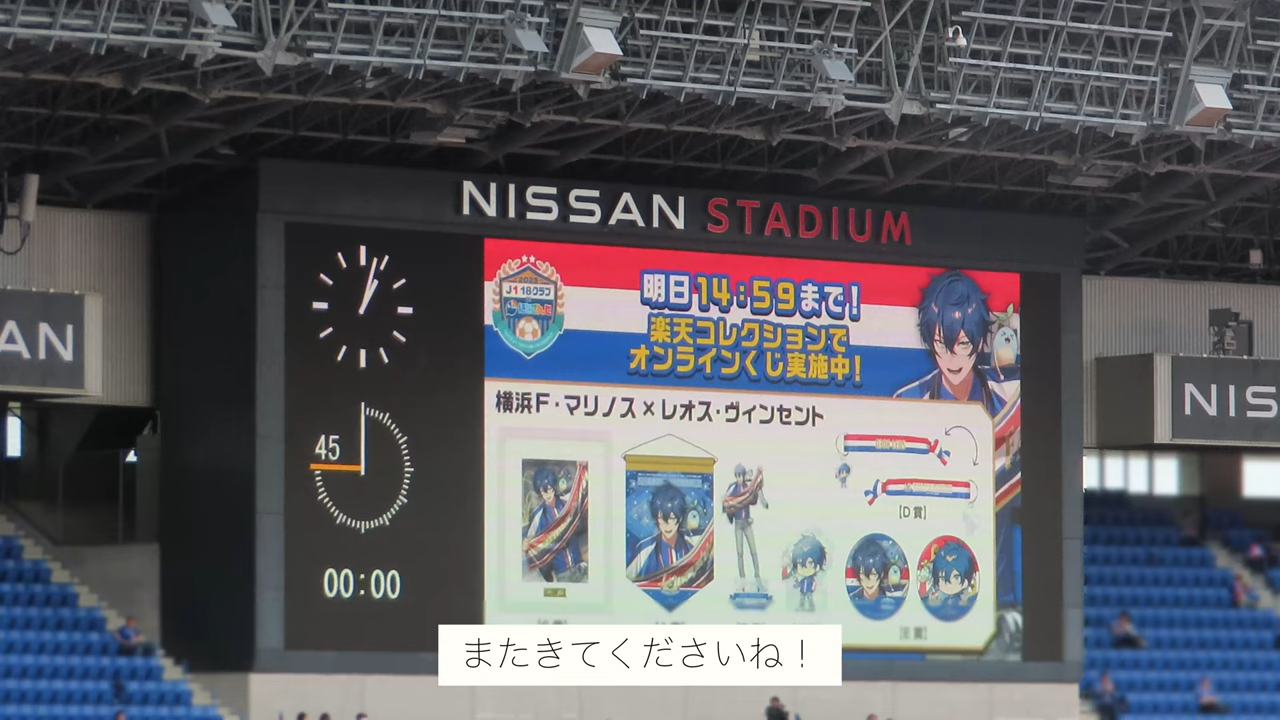 NISSAN STADIUM
J1 18クラブ
明日14:59まで!
楽天コレクションで
オンラインくじ実施中!
横浜F・マリノス×レオス・ヴィンセント
45
[D賞]
[E賞]
00:00
AN
NIS
またきてくださいね！